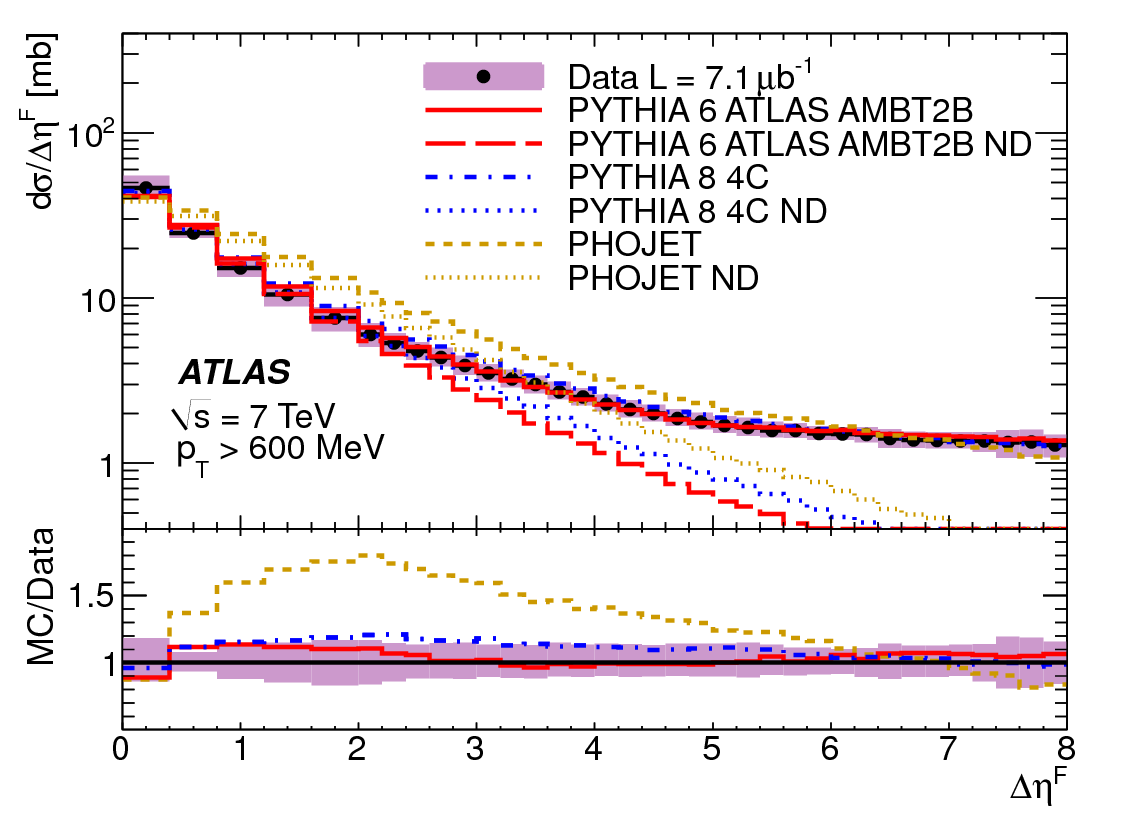 dσ/Δη^F [mb]
10²
10
1
Data L = 7.1 μb⁻¹
PYTHIA 6 ATLAS AMBT2B
PYTHIA 6 ATLAS AMBT2B ND
PYTHIA 8 4C
PYTHIA 8 4C ND
PHOJET
PHOJET ND
ATLAS
√s = 7 TeV
p_T > 600 MeV
MC/Data
1.5
1
0 1 2 3 4 5 6 7 8
Δη^F